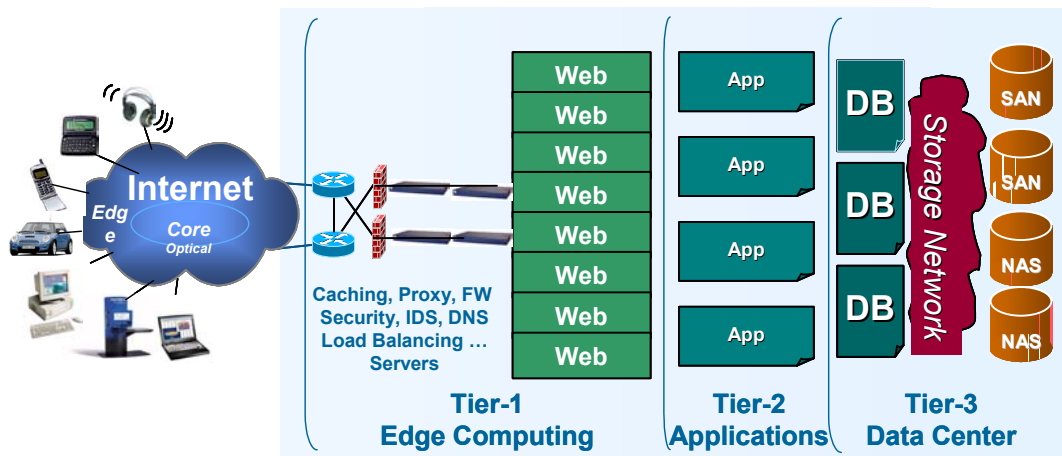 Internet
Edg
e
Core
Optical
Caching, Proxy, FW
Security, IDS, DNS
Load Balancing …
Servers
Web
Web
Web
Web
Web
Web
Web
Web
App
App
App
App
DB
DB
DB
Storage Network
SAN
SAN
NAS
NAS
Tier-1
Edge Computing
Tier-2
Applications
Tier-3
Data Center